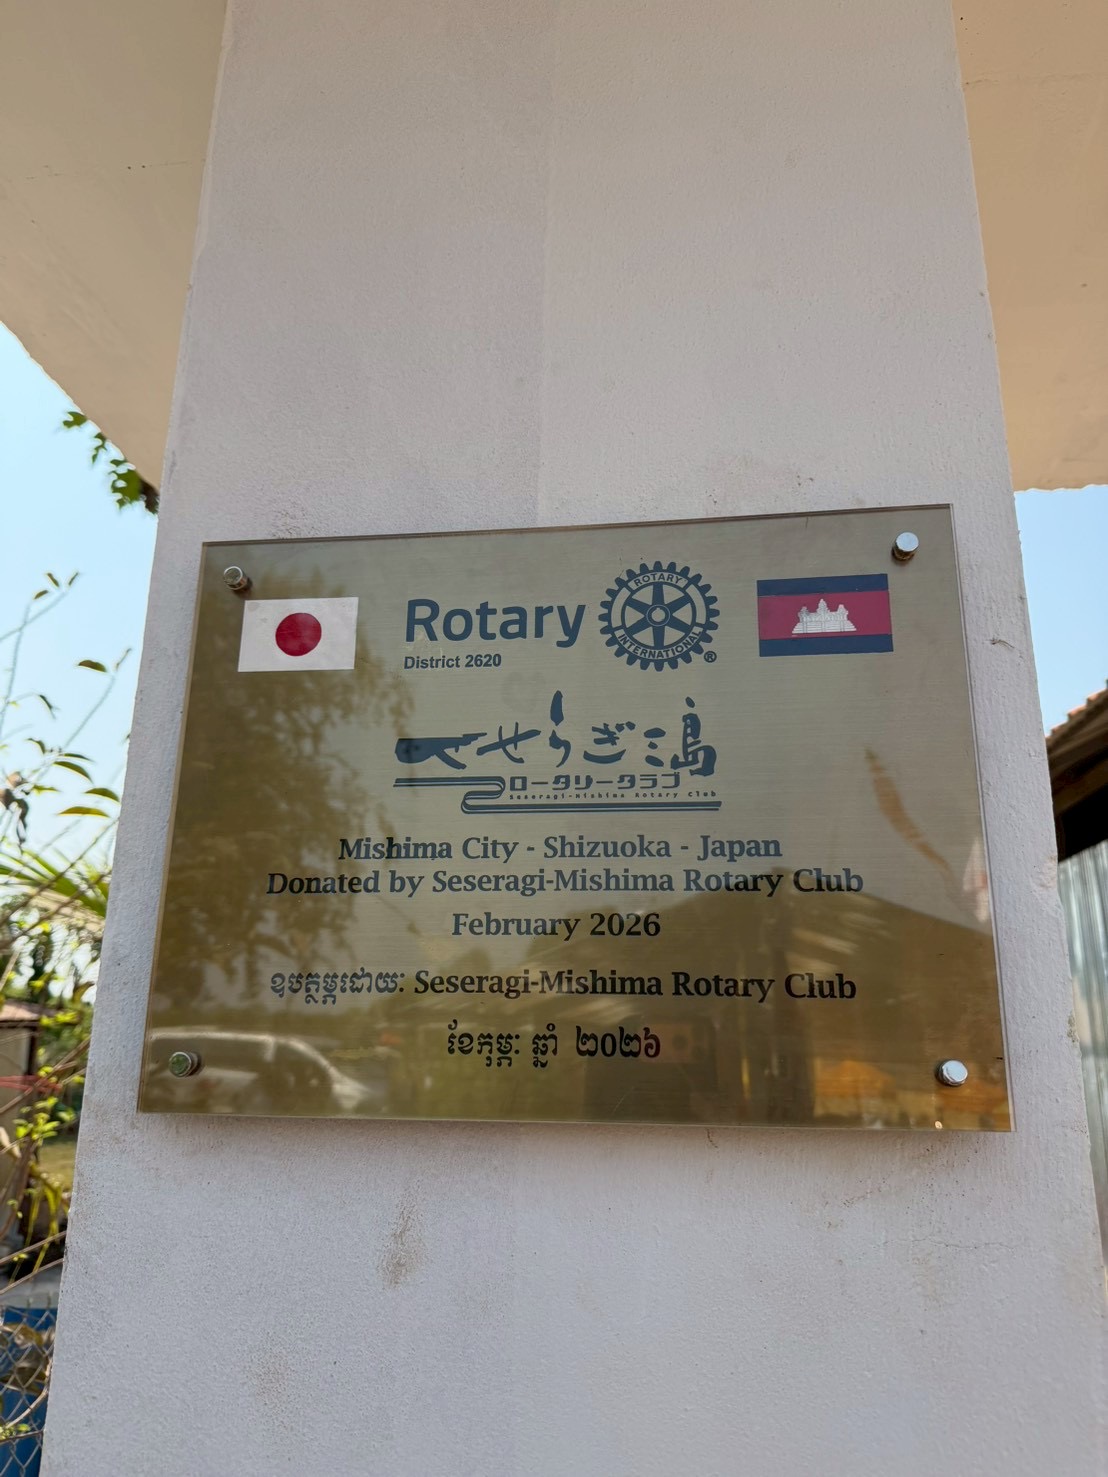 Rotary
ROTARY INTERNATIONAL ®
District 2620
せせらぎ三島
ロータリークラブ
Seseragi-mishima Rotary Club
Mishima City - Shizuoka - Japan
Donated by Seseragi-Mishima Rotary Club
February 2026
ឧបត្ថម្ភដោយ: Seseragi-Mishima Rotary Club
ខែកុម្ភៈ ឆ្នាំ ២០២៦